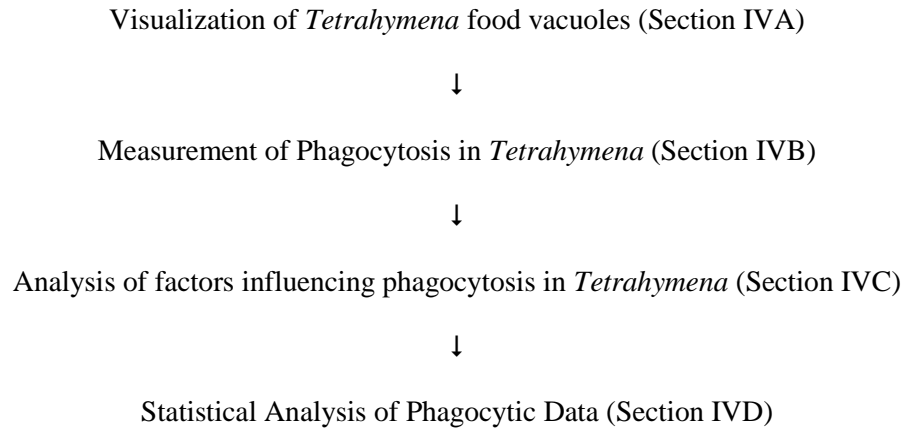 Visualization of Tetrahymena food vacuoles (Section IVA)
↓
Measurement of Phagocytosis in Tetrahymena (Section IVB)
↓
Analysis of factors influencing phagocytosis in Tetrahymena (Section IVC)
↓
Statistical Analysis of Phagocytic Data (Section IVD)